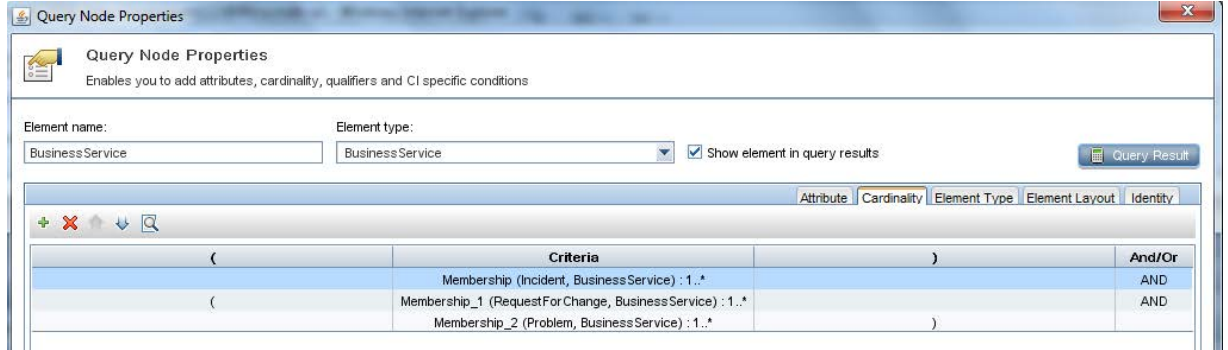 Query Node Properties
X
Query Node Properties
Enables you to add attributes, cardinality, qualifiers and CI specific conditions
Element name: Element type:
BusinessService BusinessService Show element in query results Query Result
Attribute Cardinality Element Type Element Layout Identity
( Criteria ) And/Or
Membership (Incident, BusinessService) : 1..* AND
( Membership_1 (RequestForChange, BusinessService) : 1..* AND
Membership_2 (Problem, BusinessService) : 1..* )